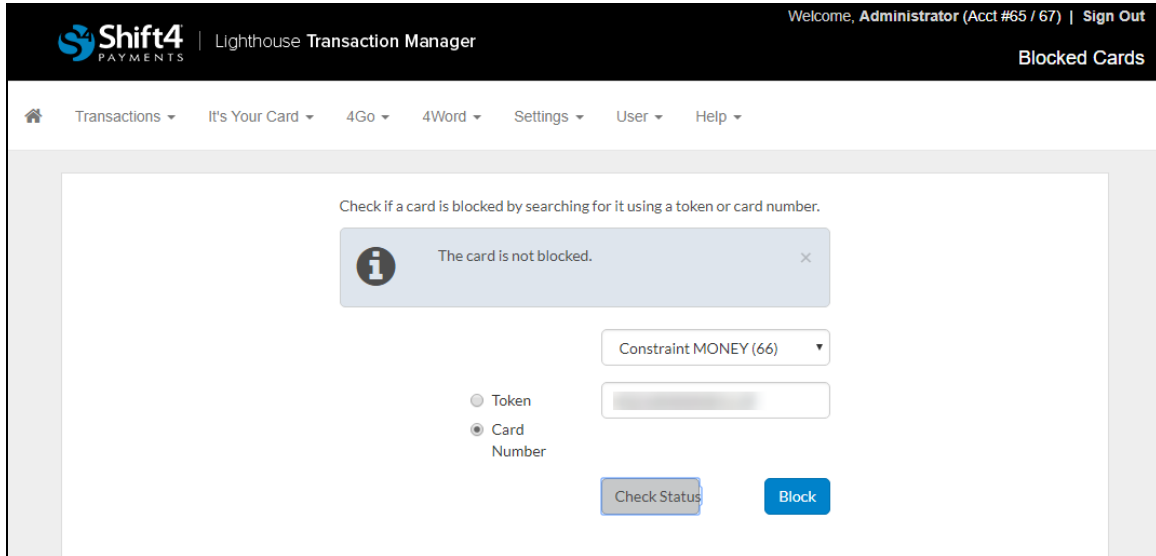 Welcome, Administrator (Acct #65 / 67) | Sign Out
Shift4 | Lighthouse Transaction Manager
PAYMENTS
Blocked Cards
Transactions It's Your Card 4Go 4Word Settings User Help
Check if a card is blocked by searching for it using a token or card number.
The card is not blocked. ×
Constraint MONEY (66)
Token
Card
Number
Check Status Block